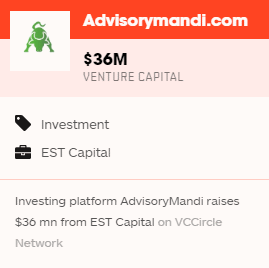 Advisorymandi.com
$36M
VENTURE CAPITAL
Investment
EST Capital
Investing platform AdvisoryMandi raises
$36 mn from EST Capital on VCCircle
Network